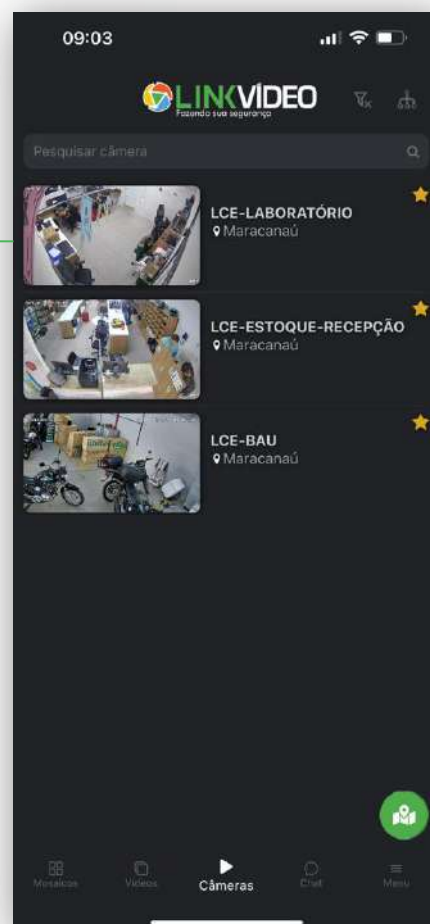 09:03
LINKVÍDEO
Fazendo sua segurança
Pesquisar câmera
LCE-LABORATÓRIO
Maracanaú
LCE-ESTOQUE-RECEPÇÃO
Maracanaú
LCE-BAU
Maracanaú
Mosaicos
Vídeos
Câmeras
Chat
Menu